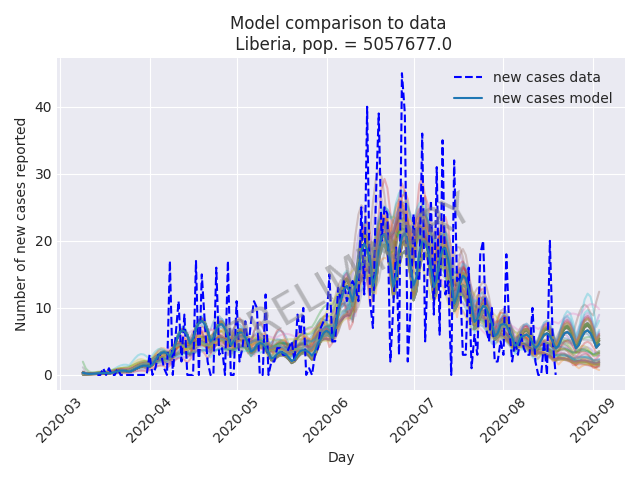 Model comparison to data
Liberia, pop. = 5057677.0
new cases data
new cases model
Number of new cases reported
40
30
20
10
0
2020-03
2020-04
2020-05
2020-06
2020-07
2020-08
2020-09
Day